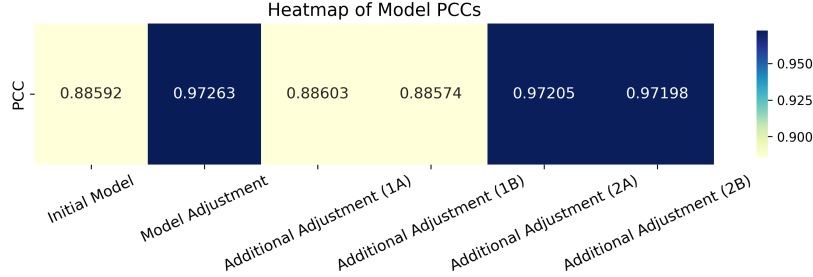 Heatmap of Model PCCs
PCC
0.88592 0.97263 0.88603 0.88574 0.97205 0.97198
Initial Model
Model Adjustment
Additional Adjustment (1A)
Additional Adjustment (1B)
Additional Adjustment (2A)
Additional Adjustment (2B)
0.950
0.925
0.900